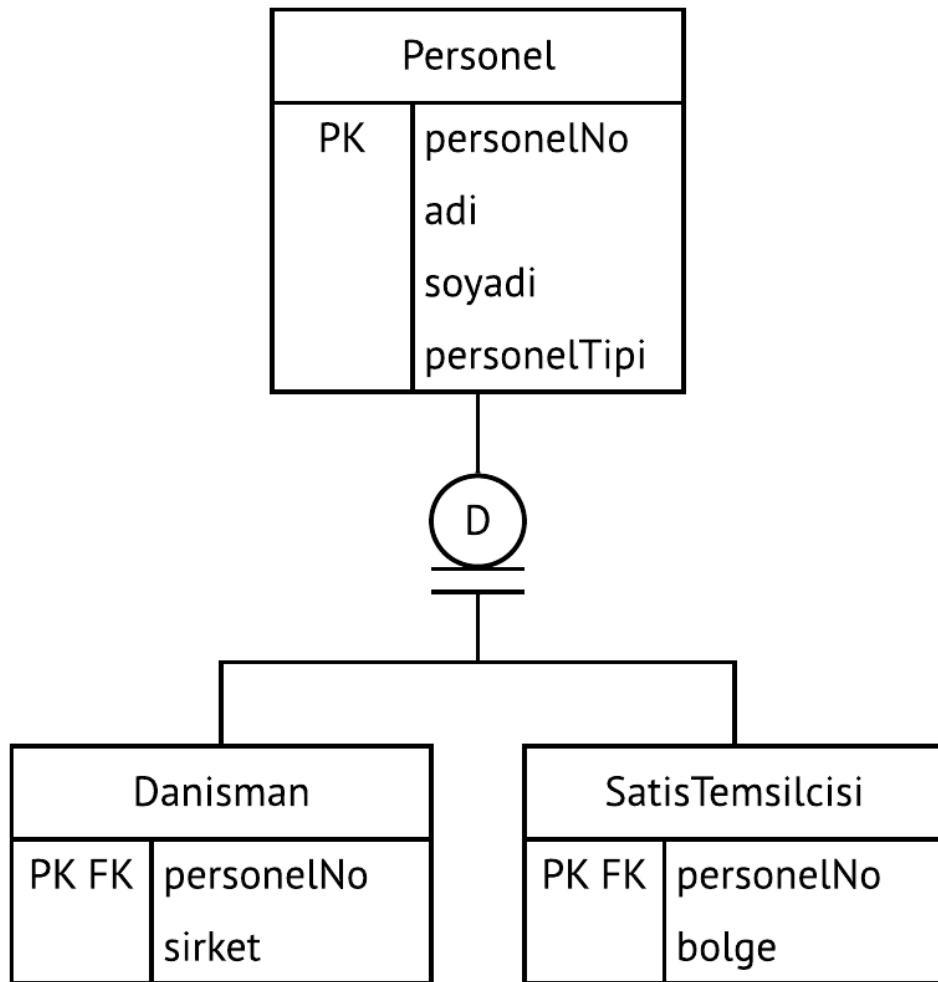 Personel
PK personelNo
adi
soyadi
personelTipi
D
Danisman
PK FK personelNo
sirket
SatisTemsilcisi
PK FK personelNo
bolge